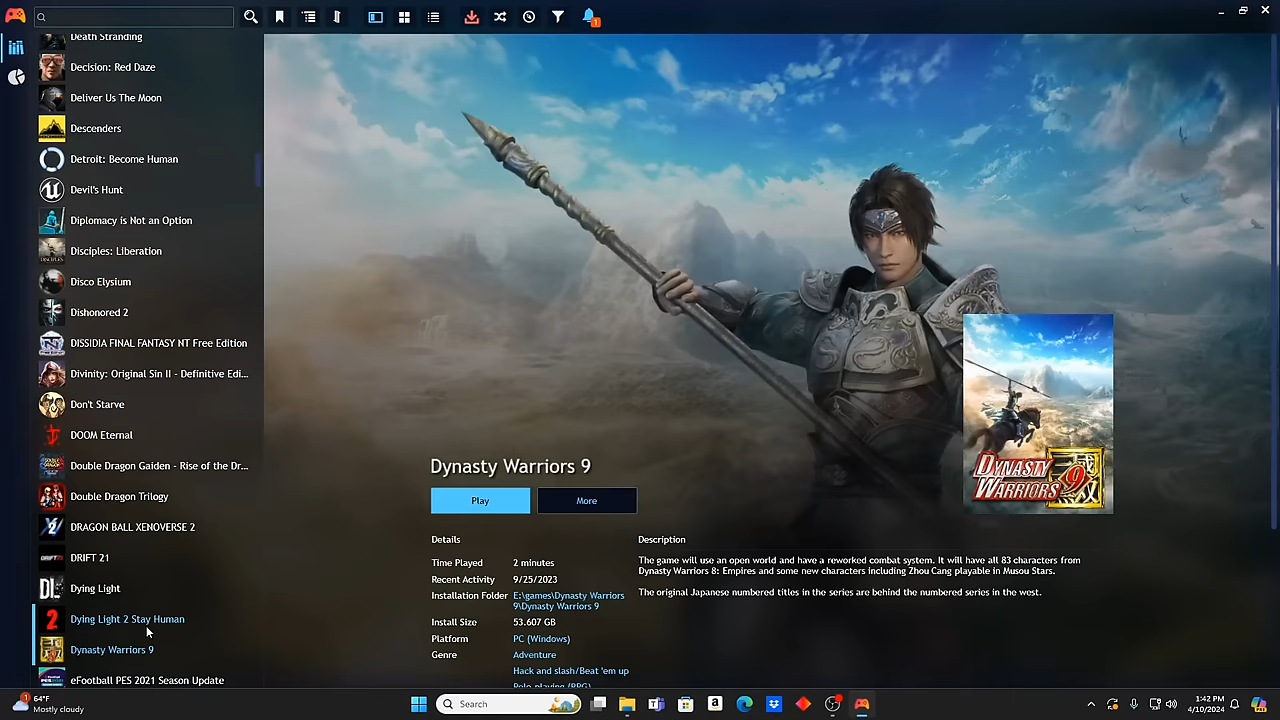 1
Death Stranding
Decision: Red Daze
Deliver Us The Moon
Descenders
Detroit: Become Human
Devil's Hunt
Diplomacy is Not an Option
Disciples: Liberation
Disco Elysium
Dishonored 2
DISSIDIA FINAL FANTASY NT Free Edition
Divinity: Original Sin II - Definitive Edi...
Don't Starve
DOOM Eternal
Double Dragon Gaiden - Rise of the Dr...
Double Dragon Trilogy
DRAGON BALL XENOVERSE 2
DRIFT 21
Dying Light
Dying Light 2 Stay Human
Dynasty Warriors 9
eFootball PES 2021 Season Update
DYNASTY
WARRIORS 9
Dynasty Warriors 9
Play
More
Details
Time Played 2 minutes
Recent Activity 9/25/2023
Installation Folder E:\games\Dynasty Warriors
9\Dynasty Warriors 9
Install Size 53.607 GB
Platform PC (Windows)
Genre Adventure
Hack and slash/Beat 'em up
Role-playing (RPG)
Description
The game will use an open world and have a reworked combat system. It will have all 83 characters from
Dynasty Warriors 8: Empires and some new characters including Zhou Cang playable in Musou Stars.
The original Japanese numbered titles in the series are behind the numbered series in the west.
1
64°F
Mostly cloudy
Search
1:42 PM
4/10/2024